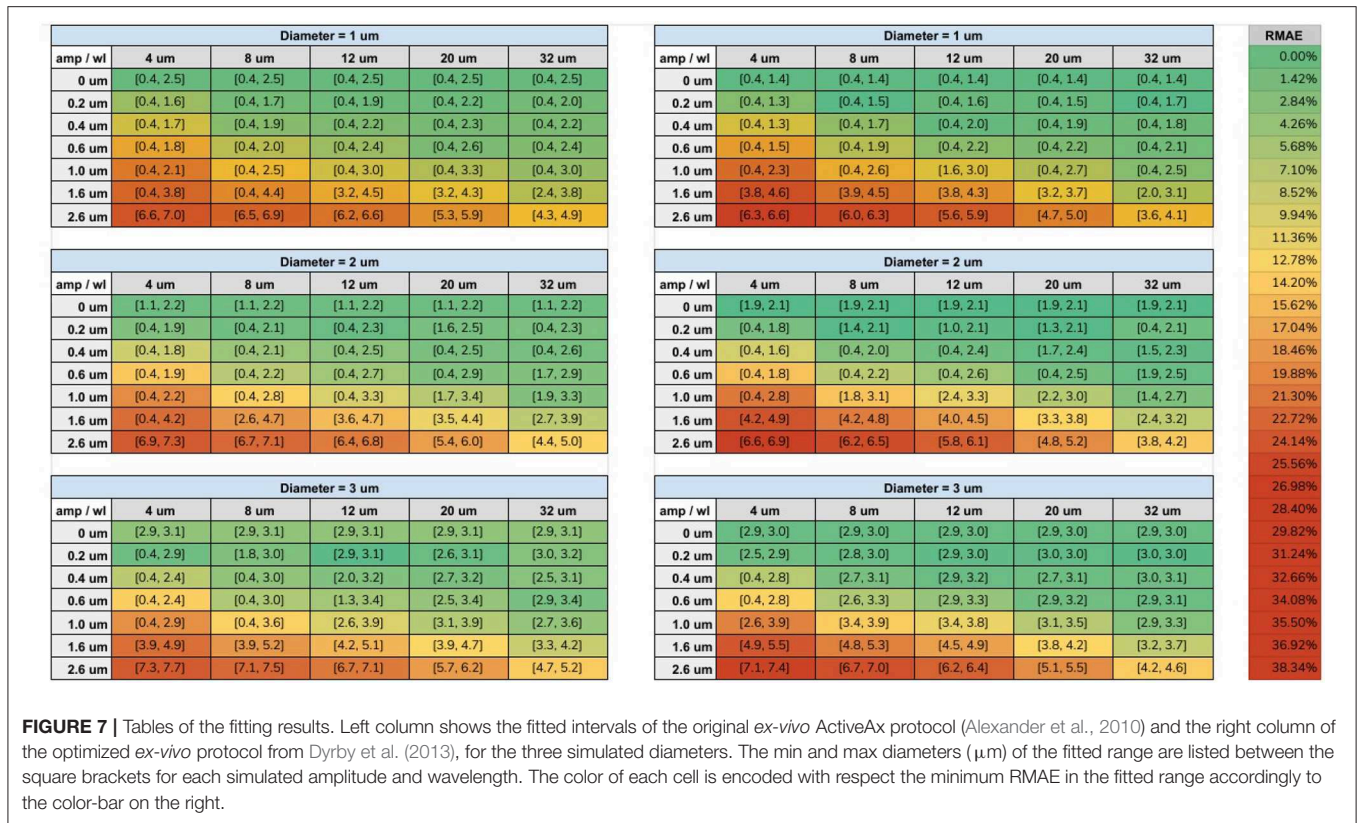 Diameter = 1 um
amp / wl 4 um 8 um 12 um 20 um 32 um
0 um [0.4, 2.5] [0.4, 2.5] [0.4, 2.5] [0.4, 2.5] [0.4, 2.5]
0.2 um [0.4, 1.6] [0.4, 1.7] [0.4, 1.9] [0.4, 2.2] [0.4, 2.0]
0.4 um [0.4, 1.7] [0.4, 1.9] [0.4, 2.2] [0.4, 2.3] [0.4, 2.2]
0.6 um [0.4, 1.8] [0.4, 2.0] [0.4, 2.4] [0.4, 2.6] [0.4, 2.4]
1.0 um [0.4, 2.1] [0.4, 2.5] [0.4, 3.0] [0.4, 3.3] [0.4, 3.0]
1.6 um [0.4, 3.8] [0.4, 4.4] [3.2, 4.5] [3.2, 4.3] [2.4, 3.8]
2.6 um [6.6, 7.0] [6.5, 6.9] [6.2, 6.6] [5.3, 5.9] [4.3, 4.9]
Diameter = 2 um
amp / wl 4 um 8 um 12 um 20 um 32 um
0 um [1.1, 2.2] [1.1, 2.2] [1.1, 2.2] [1.1, 2.2] [1.1, 2.2]
0.2 um [0.4, 1.9] [0.4, 2.1] [0.4, 2.3] [1.6, 2.5] [0.4, 2.3]
0.4 um [0.4, 1.8] [0.4, 2.1] [0.4, 2.5] [0.4, 2.5] [0.4, 2.6]
0.6 um [0.4, 1.9] [0.4, 2.2] [0.4, 2.7] [0.4, 2.9] [1.7, 2.9]
1.0 um [0.4, 2.2] [0.4, 2.8] [0.4, 3.3] [1.7, 3.4] [1.9, 3.3]
1.6 um [0.4, 4.2] [2.6, 4.7] [3.6, 4.7] [3.5, 4.4] [2.7, 3.9]
2.6 um [6.9, 7.3] [6.7, 7.1] [6.4, 6.8] [5.4, 6.0] [4.4, 5.0]
Diameter = 3 um
amp / wl 4 um 8 um 12 um 20 um 32 um
0 um [2.9, 3.1] [2.9, 3.1] [2.9, 3.1] [2.9, 3.1] [2.9, 3.1]
0.2 um [0.4, 2.9] [1.8, 3.0] [2.9, 3.1] [2.6, 3.1] [3.0, 3.2]
0.4 um [0.4, 2.4] [0.4, 3.0] [2.0, 3.2] [2.7, 3.2] [2.5, 3.1]
0.6 um [0.4, 2.4] [0.4, 3.0] [1.3, 3.4] [2.5, 3.4] [2.9, 3.4]
1.0 um [0.4, 2.9] [0.4, 3.6] [2.6, 3.9] [3.1, 3.9] [2.7, 3.6]
1.6 um [3.9, 4.9] [3.9, 5.2] [4.2, 5.1] [3.9, 4.7] [3.3, 4.2]
2.6 um [7.3, 7.7] [7.1, 7.5] [6.7, 7.1] [5.7, 6.2] [4.7, 5.2]
Diameter = 1 um
amp / wl 4 um 8 um 12 um 20 um 32 um
0 um [0.4, 1.4] [0.4, 1.4] [0.4, 1.4] [0.4, 1.4] [0.4, 1.4]
0.2 um [0.4, 1.3] [0.4, 1.5] [0.4, 1.6] [0.4, 1.5] [0.4, 1.7]
0.4 um [0.4, 1.3] [0.4, 1.7] [0.4, 2.0] [0.4, 1.9] [0.4, 1.8]
0.6 um [0.4, 1.5] [0.4, 1.9] [0.4, 2.2] [0.4, 2.2] [0.4, 2.1]
1.0 um [0.4, 2.3] [0.4, 2.6] [1.6, 3.0] [0.4, 2.7] [0.4, 2.5]
1.6 um [3.8, 4.6] [3.9, 4.5] [3.8, 4.3] [3.2, 3.7] [2.0, 3.1]
2.6 um [6.3, 6.6] [6.0, 6.3] [5.6, 5.9] [4.7, 5.0] [3.6, 4.1]
Diameter = 2 um
amp / wl 4 um 8 um 12 um 20 um 32 um
0 um [1.9, 2.1] [1.9, 2.1] [1.9, 2.1] [1.9, 2.1] [1.9, 2.1]
0.2 um [0.4, 1.8] [1.4, 2.1] [1.0, 2.1] [1.3, 2.1] [0.4, 2.1]
0.4 um [0.4, 1.6] [0.4, 2.0] [0.4, 2.4] [1.7, 2.4] [1.5, 2.3]
0.6 um [0.4, 1.8] [0.4, 2.2] [0.4, 2.6] [0.4, 2.5] [1.9, 2.5]
1.0 um [0.4, 2.8] [1.8, 3.1] [2.4, 3.3] [2.2, 3.0] [1.4, 2.7]
1.6 um [4.2, 4.9] [4.2, 4.8] [4.0, 4.5] [3.3, 3.8] [2.4, 3.2]
2.6 um [6.6, 6.9] [6.2, 6.5] [5.8, 6.1] [4.8, 5.2] [3.8, 4.2]
Diameter = 3 um
amp / wl 4 um 8 um 12 um 20 um 32 um
0 um [2.9, 3.0] [2.9, 3.0] [2.9, 3.0] [2.9, 3.0] [2.9, 3.0]
0.2 um [2.5, 2.9] [2.8, 3.0] [2.9, 3.0] [3.0, 3.0] [3.0, 3.0]
0.4 um [0.4, 2.8] [2.7, 3.1] [2.9, 3.2] [2.7, 3.1] [3.0, 3.1]
0.6 um [0.4, 2.8] [2.6, 3.3] [2.9, 3.3] [2.9, 3.2] [2.9, 3.1]
1.0 um [2.6, 3.9] [3.4, 3.9] [3.4, 3.8] [3.1, 3.5] [2.9, 3.3]
1.6 um [4.9, 5.5] [4.8, 5.3] [4.5, 4.9] [3.8, 4.2] [3.2, 3.7]
2.6 um [7.1, 7.4] [6.7, 7.0] [6.2, 6.4] [5.1, 5.5] [4.2, 4.6]
RMAE
0.00%
1.42%
2.84%
4.26%
5.68%
7.10%
8.52%
9.94%
11.36%
12.78%
14.20%
15.62%
17.04%
18.46%
19.88%
21.30%
22.72%
24.14%
25.56%
26.98%
28.40%
29.82%
31.24%
32.66%
34.08%
35.50%
36.92%
38.34%
FIGURE 7 | Tables of the fitting results. Left column shows the fitted intervals of the original ex-vivo ActiveAx protocol (Alexander et al., 2010) and the right column of
the optimized ex-vivo protocol from Dyrby et al. (2013), for the three simulated diameters. The min and max diameters (μm) of the fitted range are listed between the
square brackets for each simulated amplitude and wavelength. The color of each cell is encoded with respect the minimum RMAE in the fitted range accordingly to
the color-bar on the right.